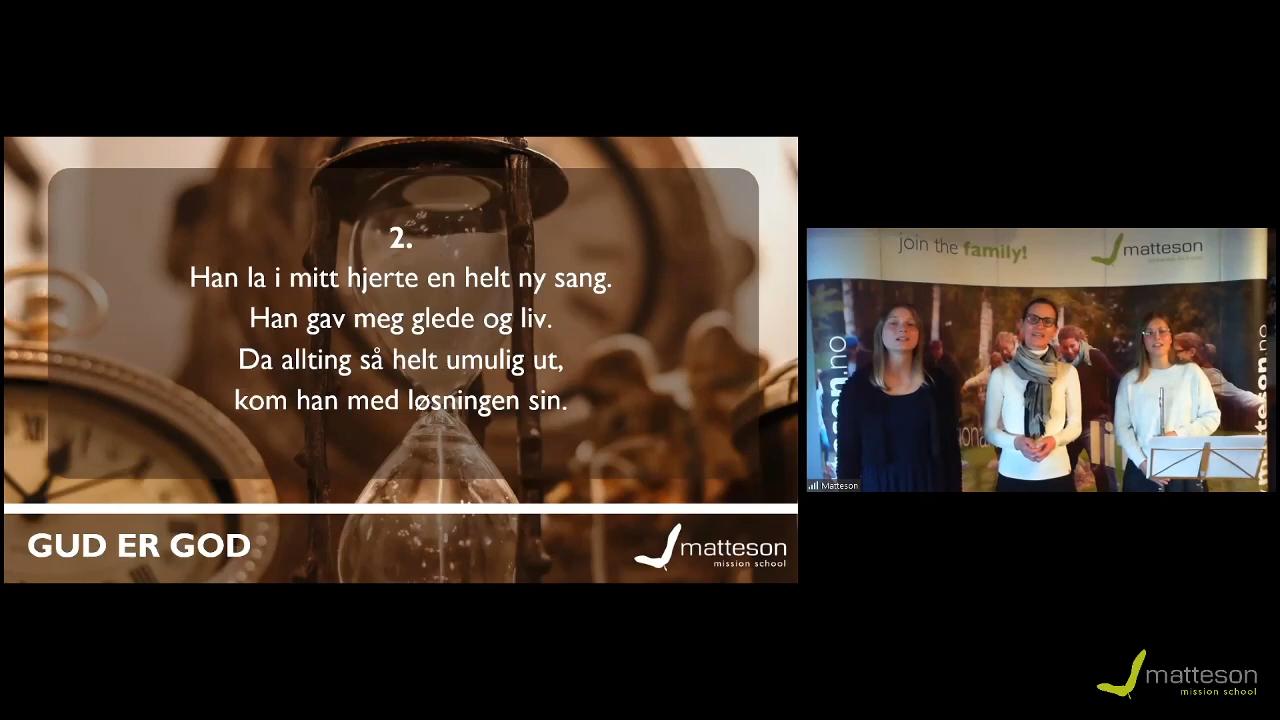 2.
Han la i mitt hjerte en helt ny sang.
Han gav meg glede og liv.
Da allting så helt umulig ut,
kom han med løsningen sin.
GUD ER GOD
matteson
mission school
join the family!
matteson
matteson.no
Matteson
matteson
mission school